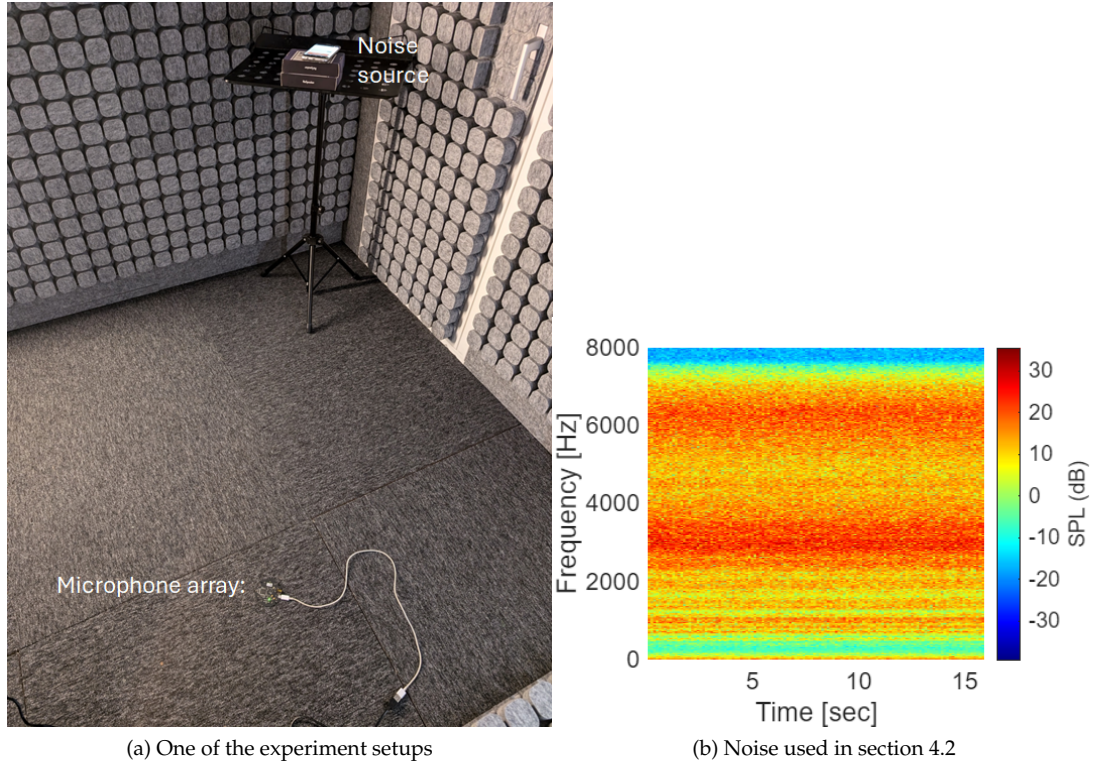 Noise
source
Microphone array:
8000
6000
4000
2000
0
Frequency [Hz]
5
10
15
Time [sec]
30
20
10
0
-10
-20
-30
SPL (dB)
(a) One of the experiment setups
(b) Noise used in section 4.2